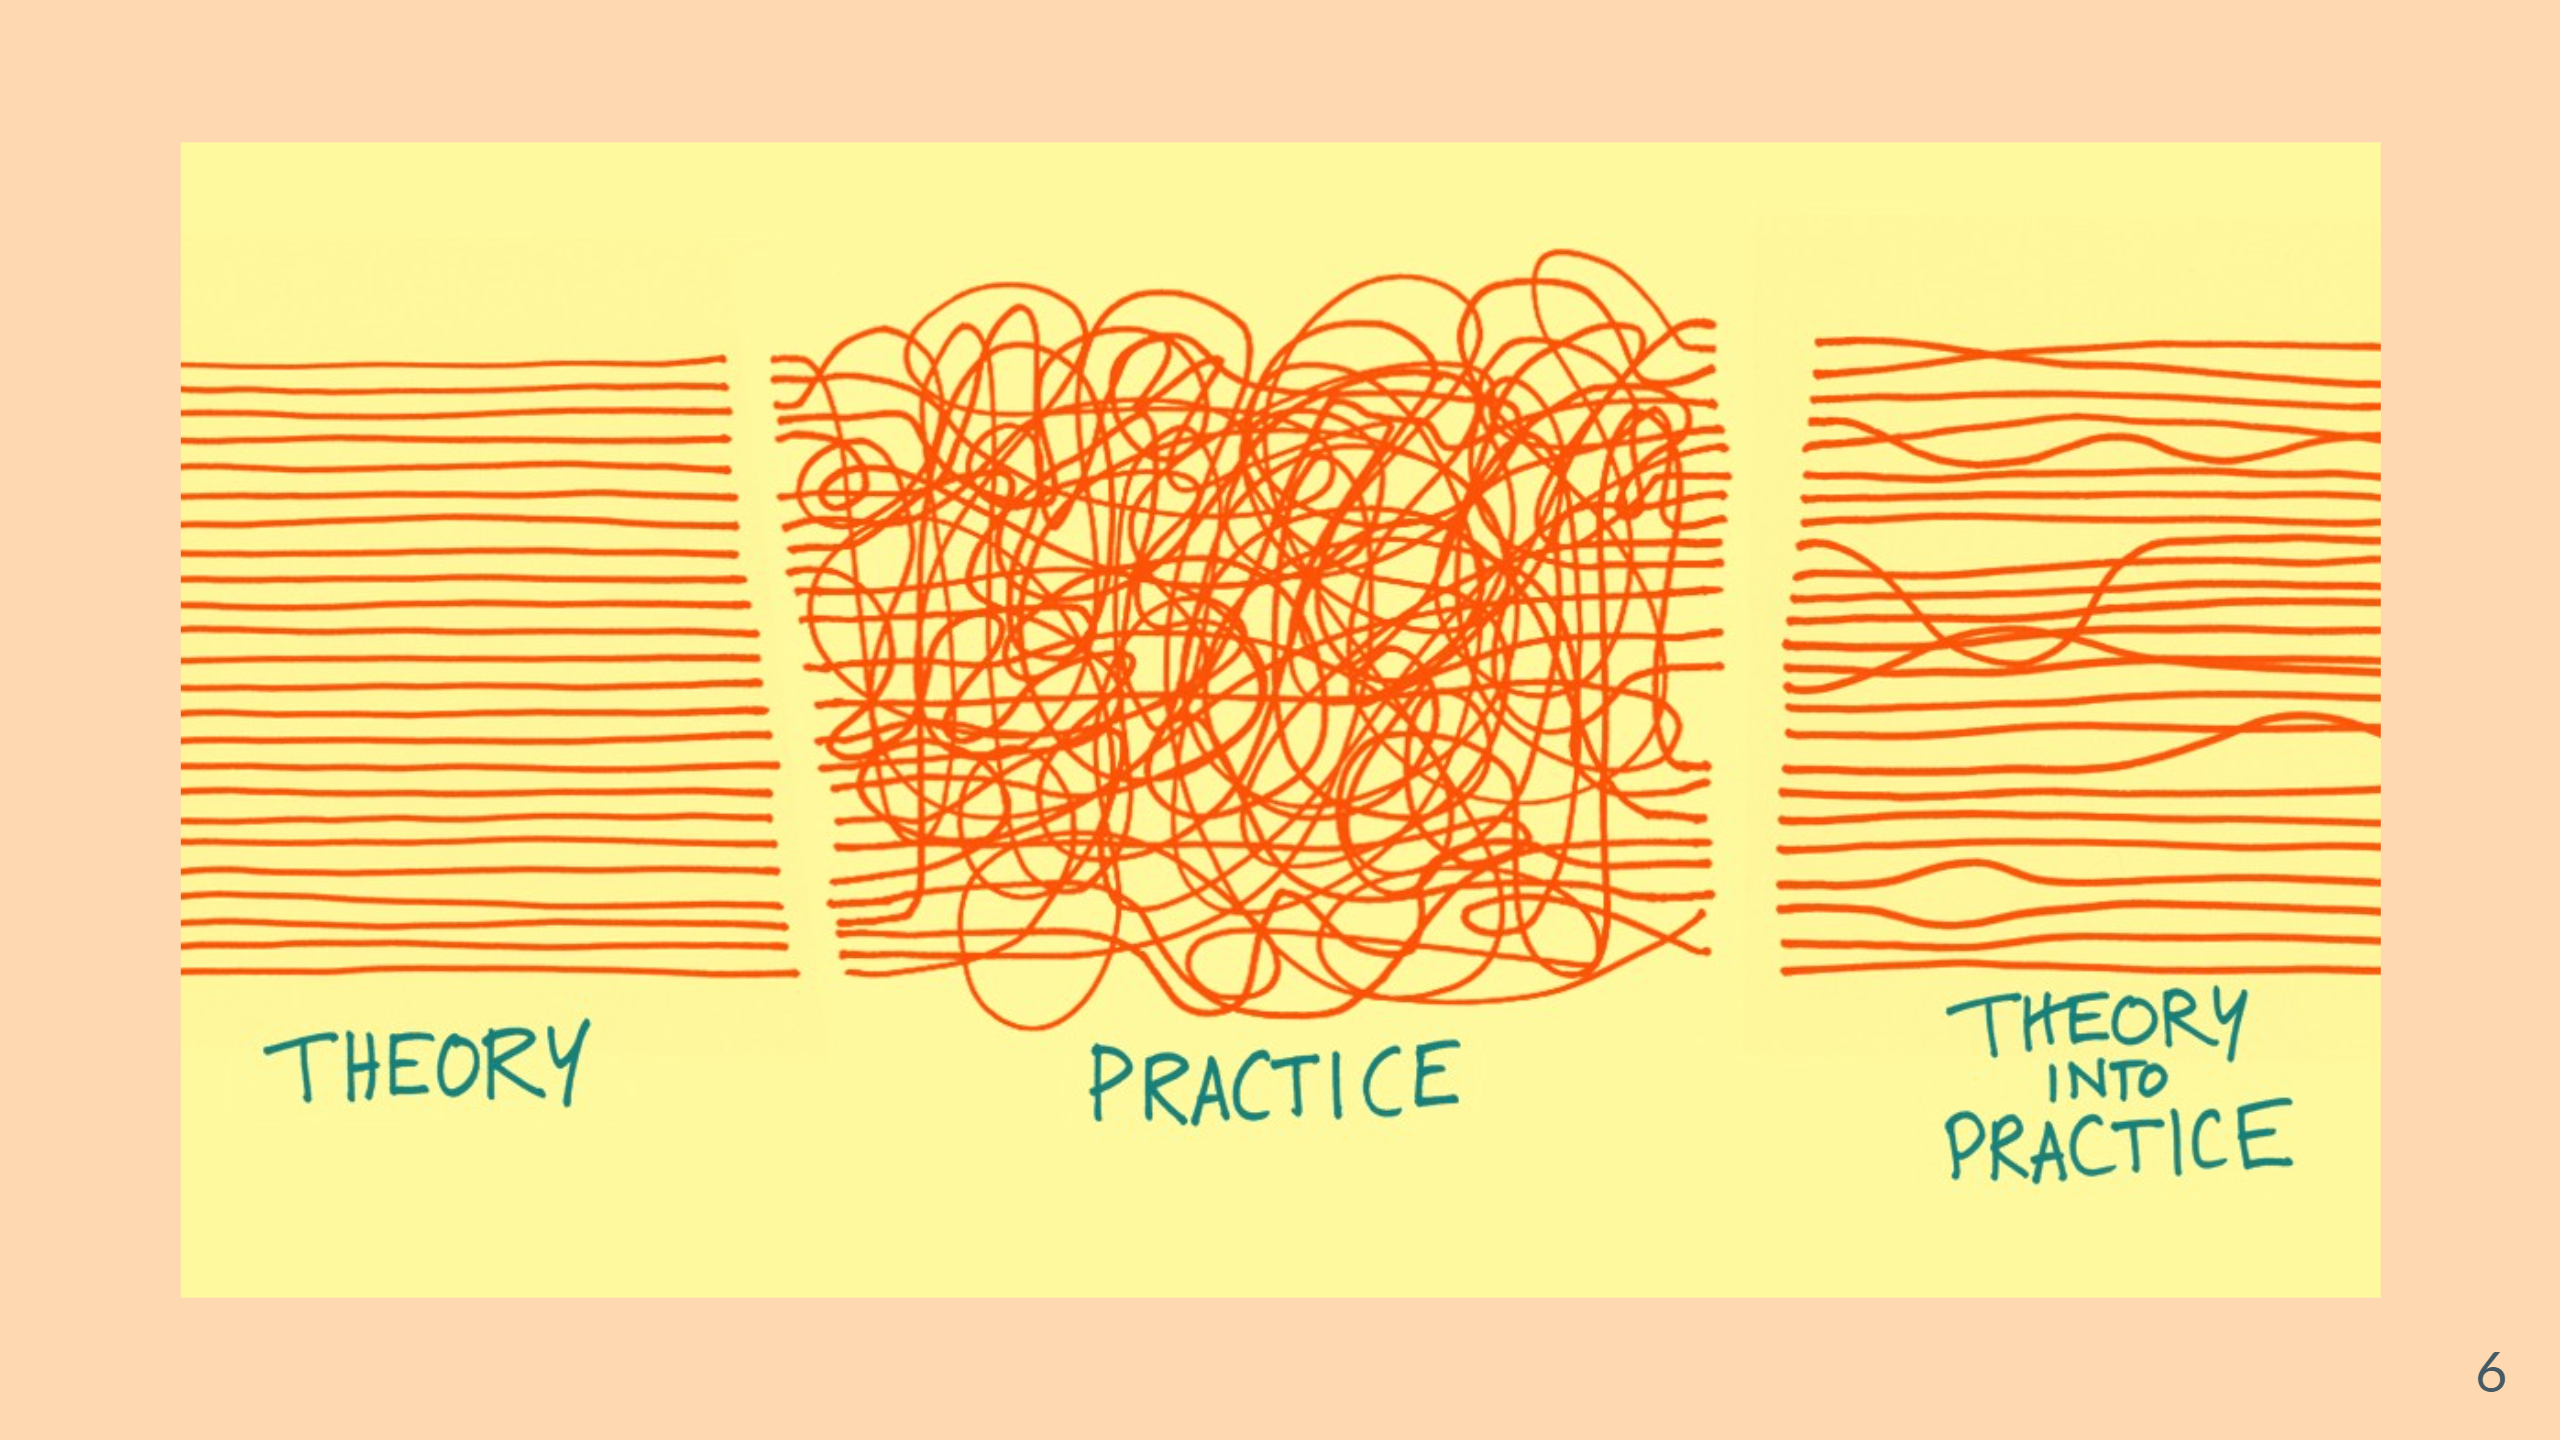 THEORY
PRACTICE
THEORY
INTO
PRACTICE
6